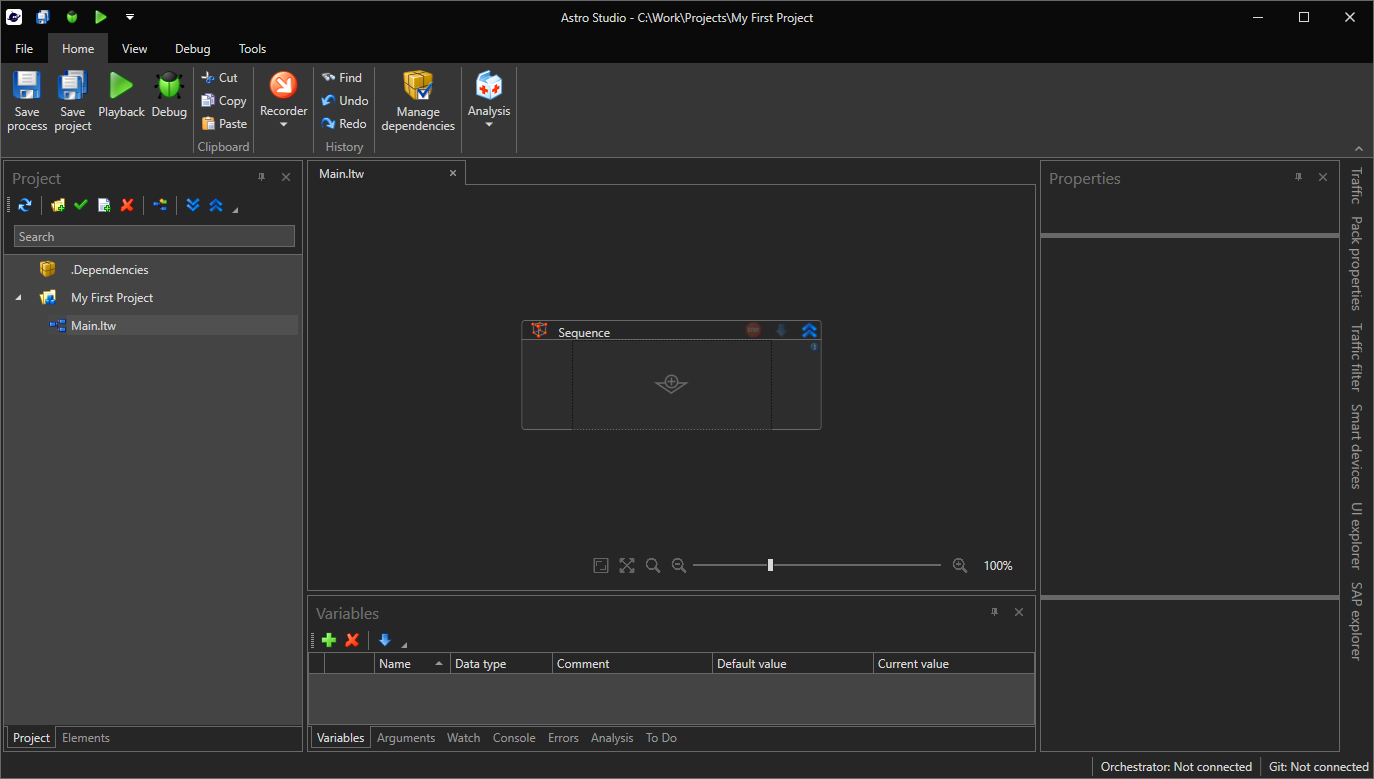 Astro Studio - C:\Work\Projects\My First Project
File Home View Debug Tools
Save process
Save project
Playback
Debug
Cut
Copy
Paste
Clipboard
Recorder
Find
Undo
Redo
History
Manage dependencies
Analysis
Project
Search
.Dependencies
My First Project
Main.ltw
Project Elements
Main.ltw
Sequence
100%
Variables
Name Data type Comment Default value Current value
Variables Arguments Watch Console Errors Analysis To Do
Properties
Traffic
Pack properties
Traffic filter
Smart devices
UI explorer
SAP explorer
Orchestrator: Not connected Git: Not connected